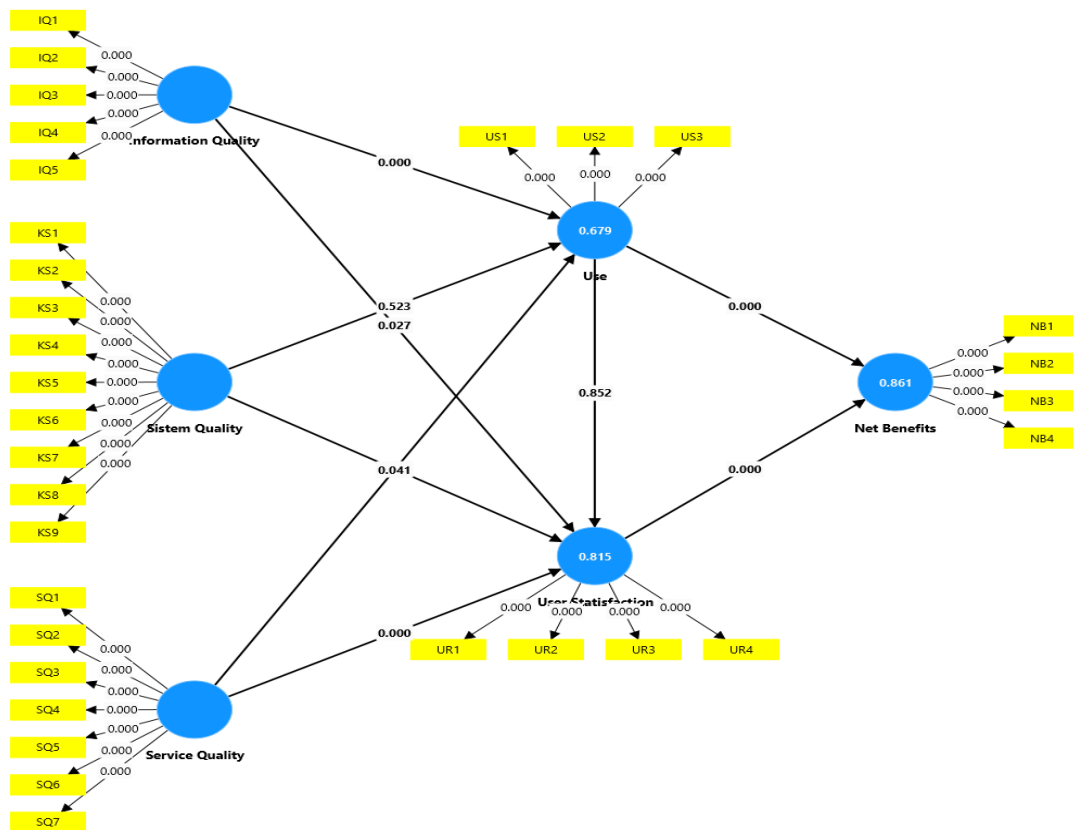 IQ1
0.000
IQ2
0.000
IQ3
0.000
IQ4
0.000
IQ5
0.000
Information Quality
KS1
0.000
KS2
0.000
KS3
0.000
KS4
0.000
KS5
0.000
KS6
0.000
KS7
0.000
KS8
0.000
KS9
0.000
Sistem Quality
SQ1
0.000
SQ2
0.000
SQ3
0.000
SQ4
0.000
SQ5
0.000
SQ6
0.000
SQ7
0.000
Service Quality
0.000
0.523
0.027
0.041
0.000
US1
US2
US3
0.000
0.000
0.000
0.679
Use
0.852
0.815
User Statisfaction
0.000
0.000
0.000
0.000
UR1
UR2
UR3
UR4
0.000
0.000
0.861
Net Benefits
NB1
0.000
NB2
0.000
NB3
0.000
NB4
0.000